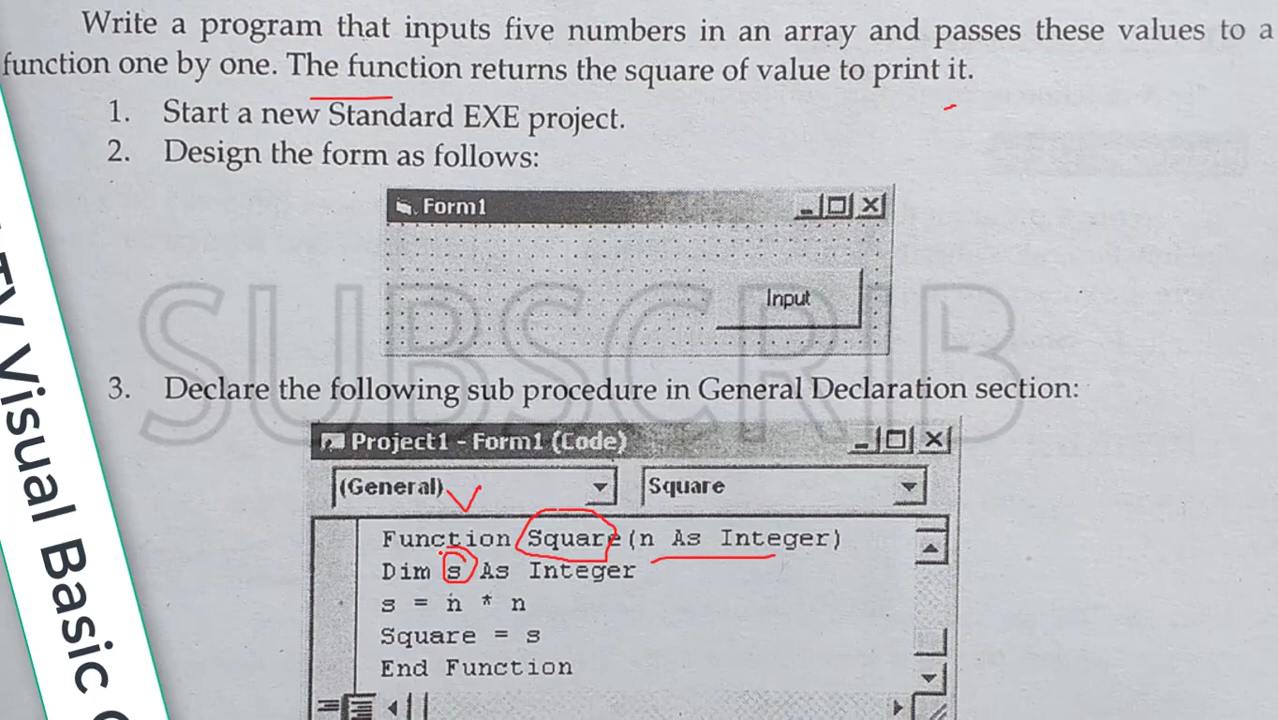 Write a program that inputs five numbers in an array and passes these values to a
function one by one. The function returns the square of value to print it.
1. Start a new Standard EXE project.
2. Design the form as follows:
Form1
Input
SUBSCRIB
3. Declare the following sub procedure in General Declaration section:
Project1 - Form1 (Code)
(General) Square
Function Square(n As Integer)
Dim s As Integer
s = n * n
Square = s
End Function
TV Visual Basic